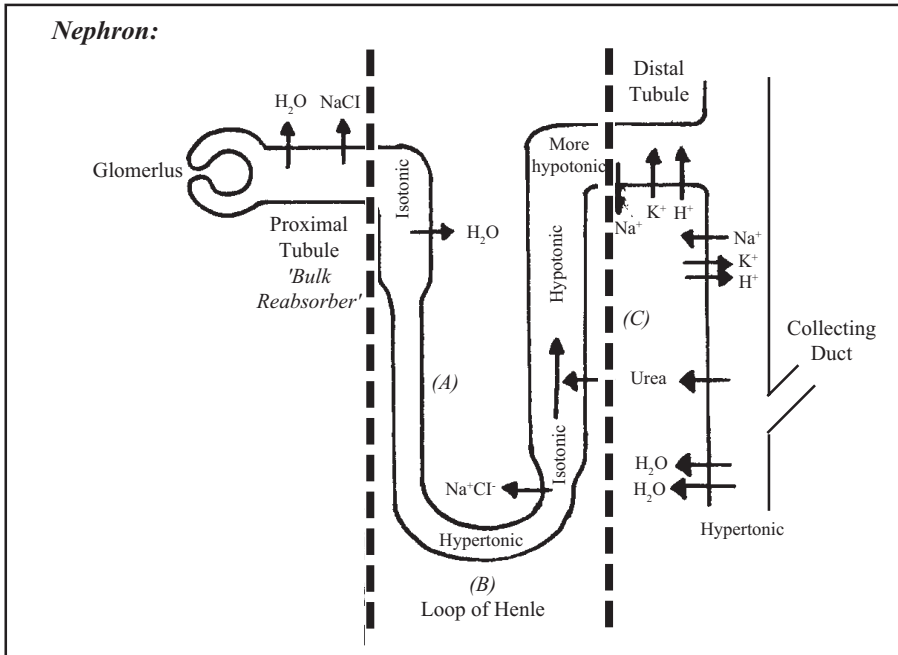 Nephron:
H₂O NaCI
Glomerlus
Proximal
Tubule
'Bulk
Reabsorber'
Isotonic
H₂O
(A)
Na⁺CI⁻
Hypertonic
(B)
Loop of Henle
Isotonic
Hypotonic
More
hypotonic
Distal
Tubule
Na⁺
K⁺ H⁺
Na⁺
K⁺
H⁺
(C)
Urea
H₂O
H₂O
Collecting
Duct
Hypertonic